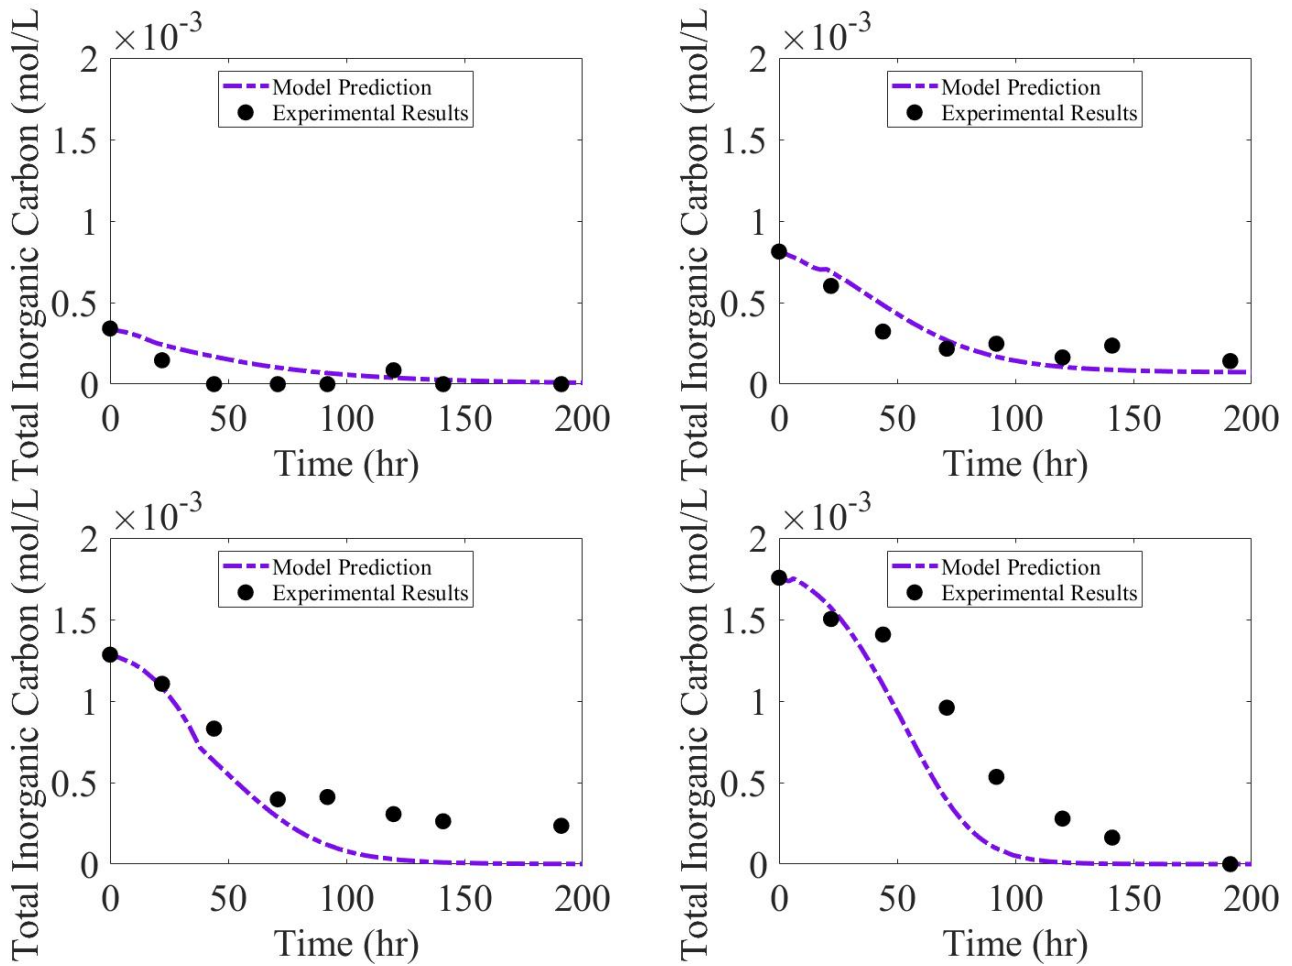 ×10⁻³
Total Inorganic Carbon (mol/L
2
1.5
1
0.5
0
Model Prediction
Experimental Results
0 50 100 150 200
Time (hr)
×10⁻³
Total Inorganic Carbon (mol/L
2
1.5
1
0.5
0
Model Prediction
Experimental Results
0 50 100 150 200
Time (hr)
×10⁻³
Total Inorganic Carbon (mol/L
2
1.5
1
0.5
0
Model Prediction
Experimental Results
0 50 100 150 200
Time (hr)
×10⁻³
Total Inorganic Carbon (mol/L
2
1.5
1
0.5
0
Model Prediction
Experimental Results
0 50 100 150 200
Time (hr)